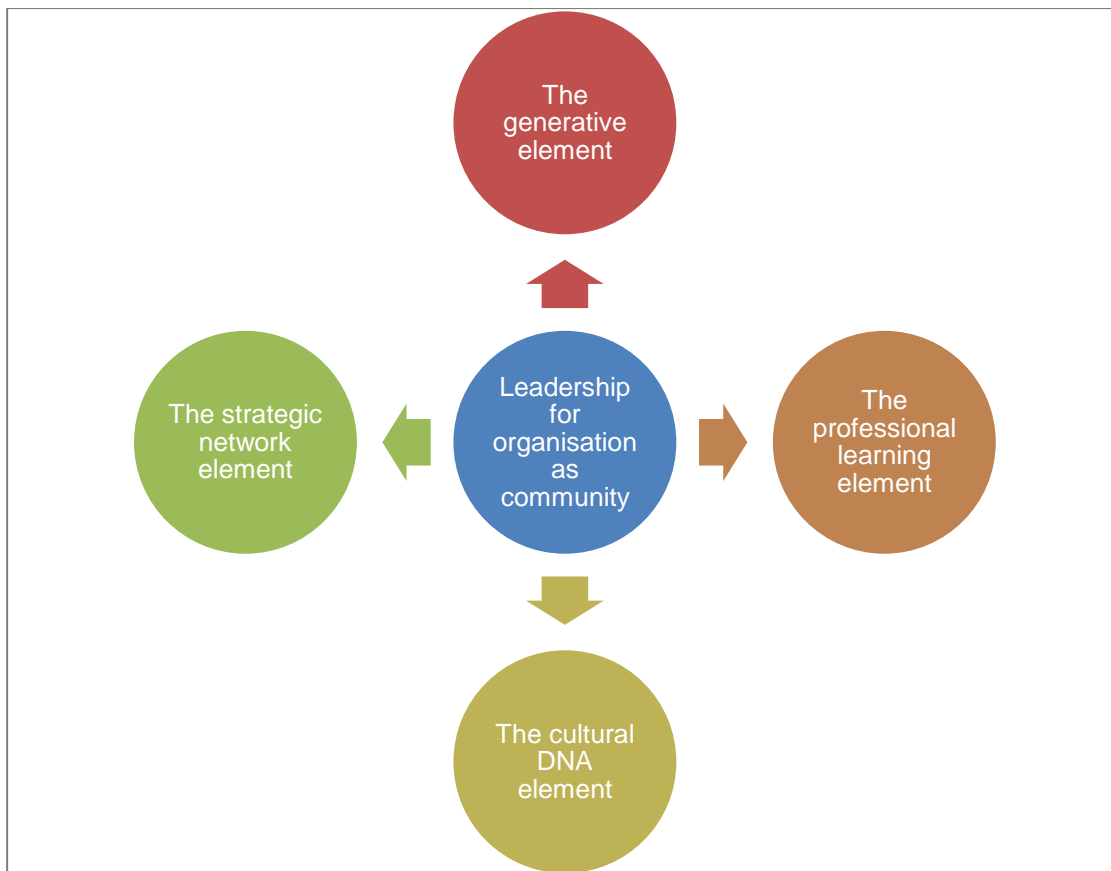 The
generative
element
The strategic
network
element
Leadership
for
organisation
as
community
The
professional
learning
element
The cultural
DNA
element